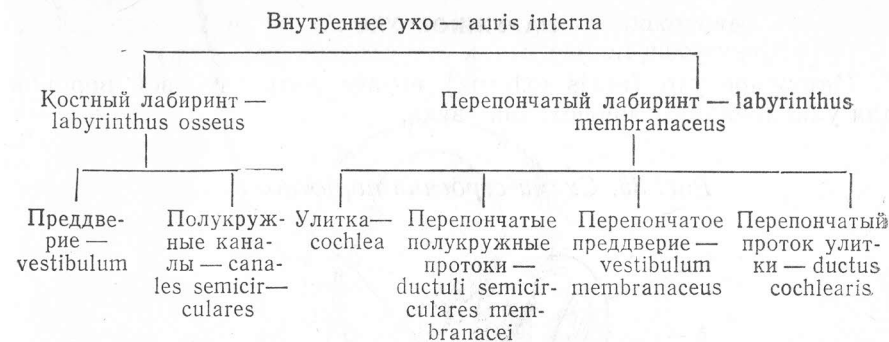 Внутреннее ухо — auris interna
Костный лабиринт —
labyrinthus osseus
Перепончатый лабиринт — labyrinthus
membranaceus
Преддве-
рие —
vestibulum
Полукруж-
ные кана-
лы — cana-
les semicir—
culares
Улитка—
cochlea
Перепончатые
полукружные
протоки —
ductuli semicir-
culares mem-
branacei
Перепончатое
преддверие —
vestibulum
membranaceus
Перепончатый
проток улит-
ки — ductus
cochlearis